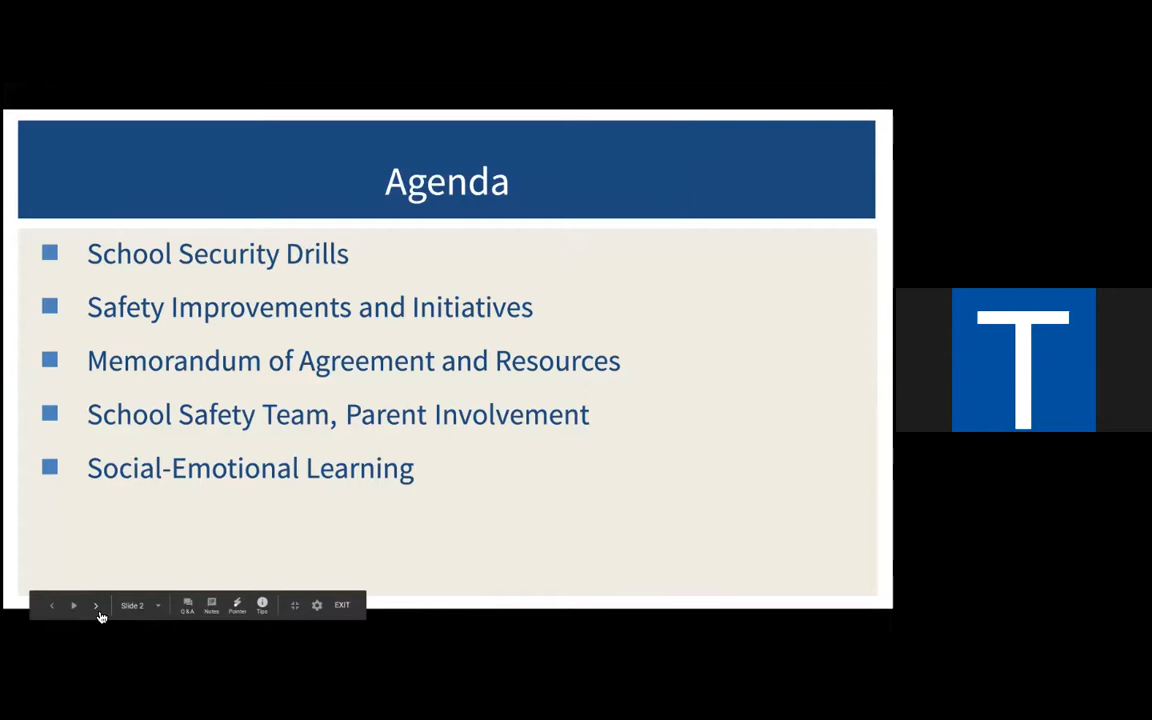 Agenda
School Security Drills
Safety Improvements and Initiatives
Memorandum of Agreement and Resources
School Safety Team, Parent Involvement
Social-Emotional Learning
T
Slide 2
Q&A
Notes
Pointer
Tips
EXIT